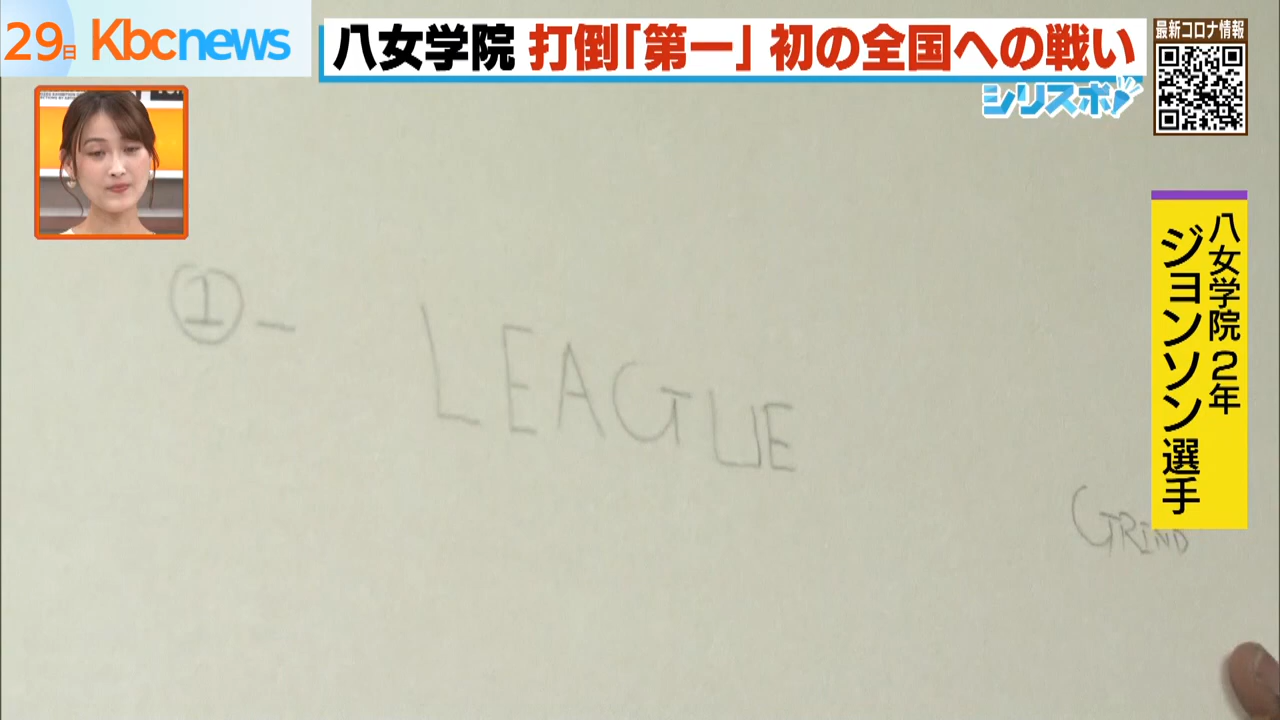 29日 Kbcnews
八女学院 打倒「第一」 初の全国への戦い
シリスポ!
最新コロナ情報
八女学院2年
ジョンソン選手
①- LEAGUE
GRIND